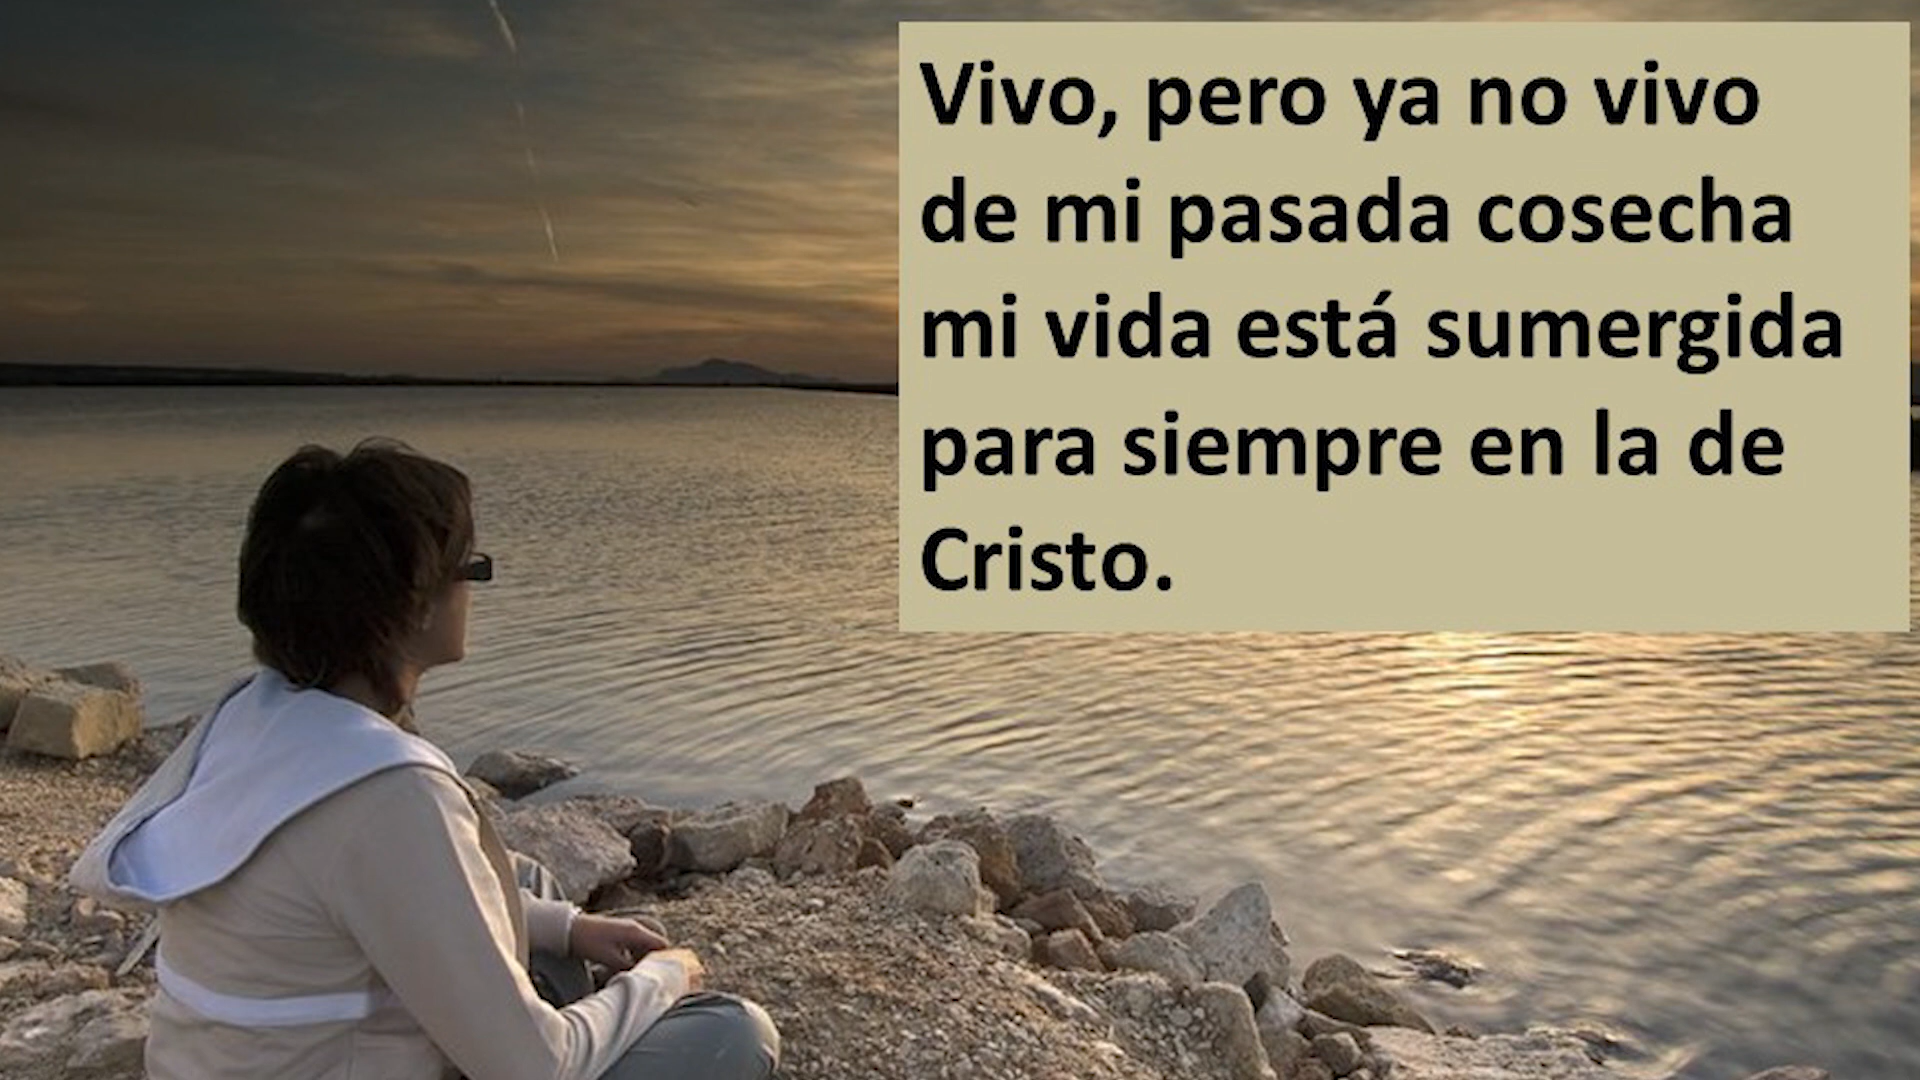 Vivo, pero ya no vivo
de mi pasada cosecha
mi vida está sumergida
para siempre en la de
Cristo.